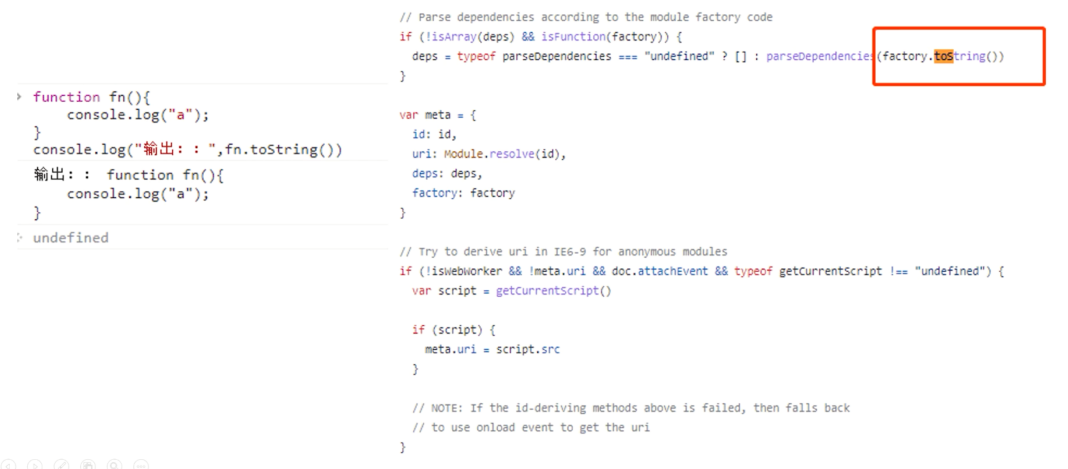 function fn(){
    console.log("a");
}
console.log("输出：：",fn.toString())
输出：： function fn(){
    console.log("a");
}
undefined
// Parse dependencies according to the module factory code
if (!isArray(deps) && isFunction(factory)) {
  deps = typeof parseDependencies === "undefined" ? [] : parseDependencies(factory.toString())
}
var meta = {
  id: id,
  uri: Module.resolve(id),
  deps: deps,
  factory: factory
}
// Try to derive uri in IE6-9 for anonymous modules
if (!isWebWorker && !meta.uri && doc.attachEvent && typeof getCurrentScript !== "undefined") {
  var script = getCurrentScript()
  if (script) {
    meta.uri = script.src
  }
  // NOTE: If the id-deriving methods above is failed, then falls back
  // to use onload event to get the uri
}